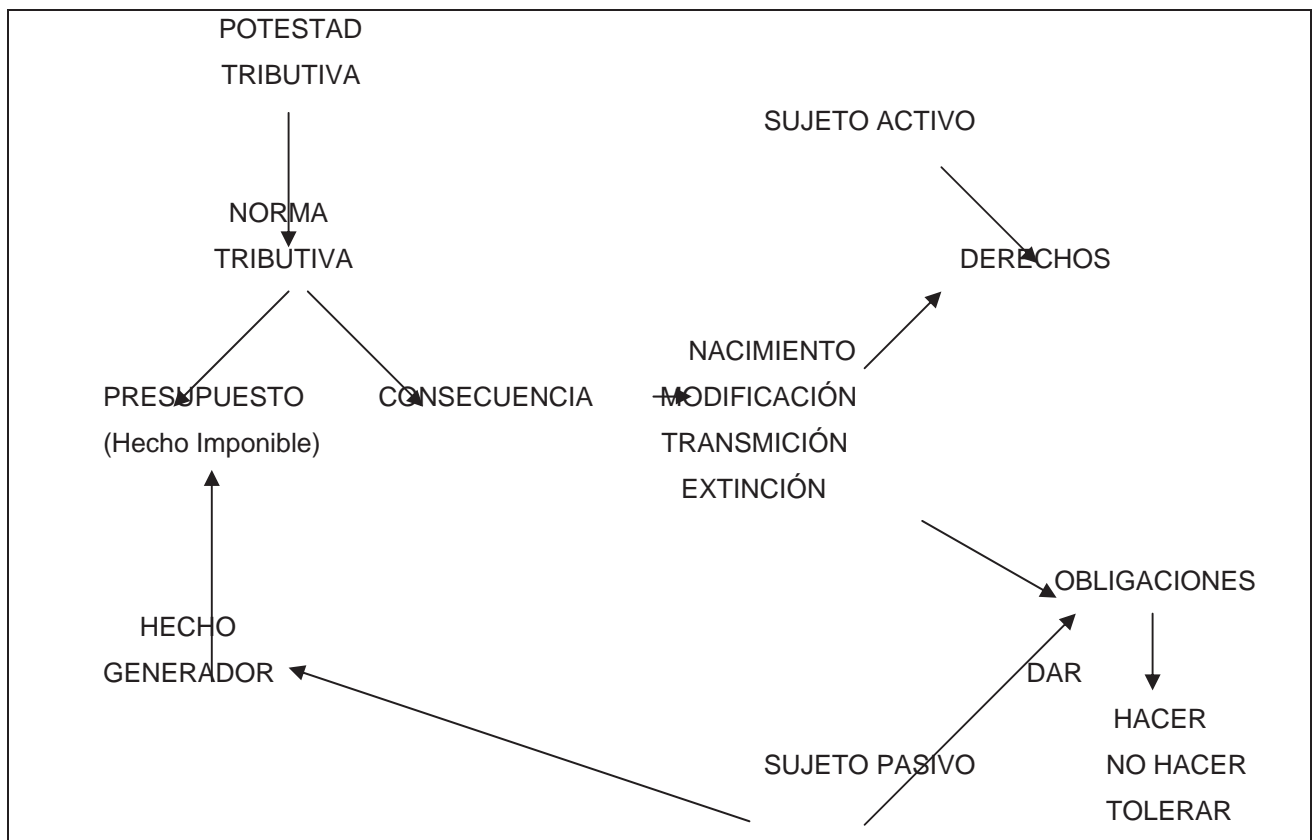 POTESTAD
TRIBUTIVA
SUJETO ACTIVO
NORMA
TRIBUTIVA
DERECHOS
NACIMIENTO
PRESUPUESTO
CONSECUENCIA
MODIFICACIÓN
(Hecho Imponible)
TRANSMICIÓN
EXTINCIÓN
OBLIGACIONES
HECHO
GENERADOR
DAR
HACER
SUJETO PASIVO
NO HACER
TOLERAR